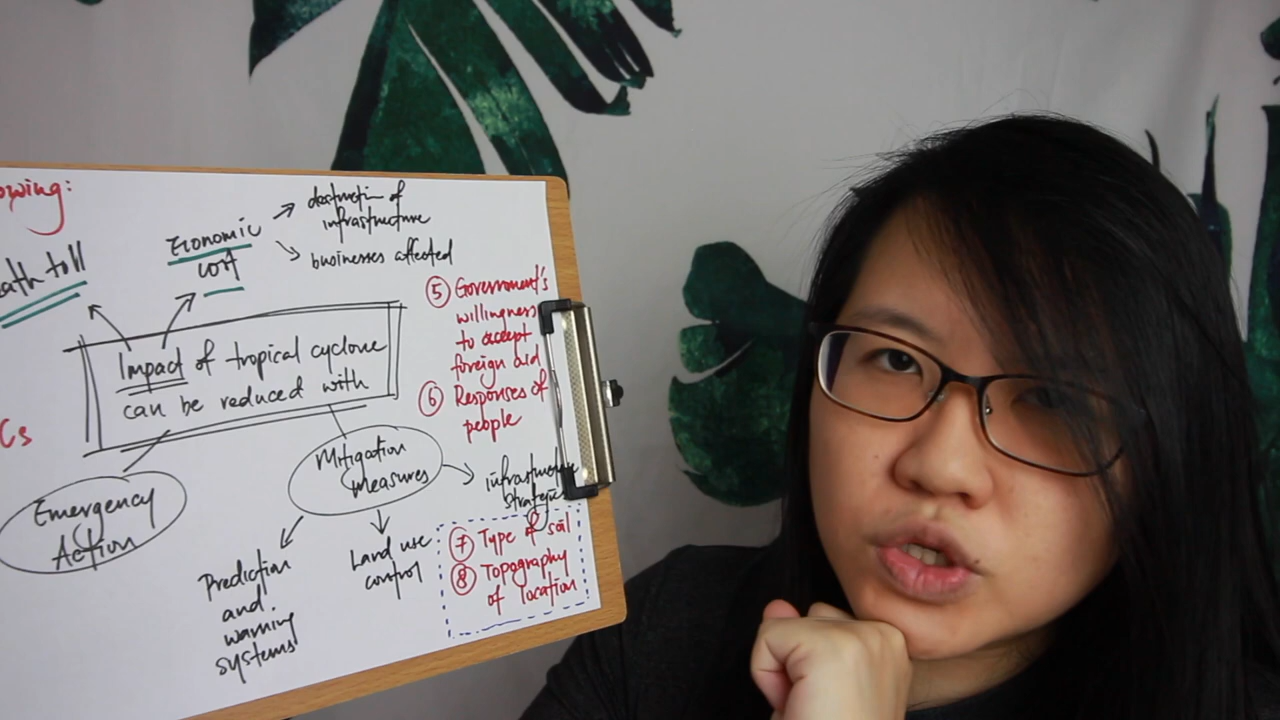 owing:
eath toll
Economic
cost
destruction of
infrastructure
businesses affected
Impact of tropical cyclone
can be reduced with
Cs
Emergency
Action
Mitigation
Measures
Prediction
and
warning
systems
Land use
control
infrastructure
strategies
5 Government's
willingness
to accept
foreign aid
6 Responses of
people
7 Type of soil
8 Topography
of location